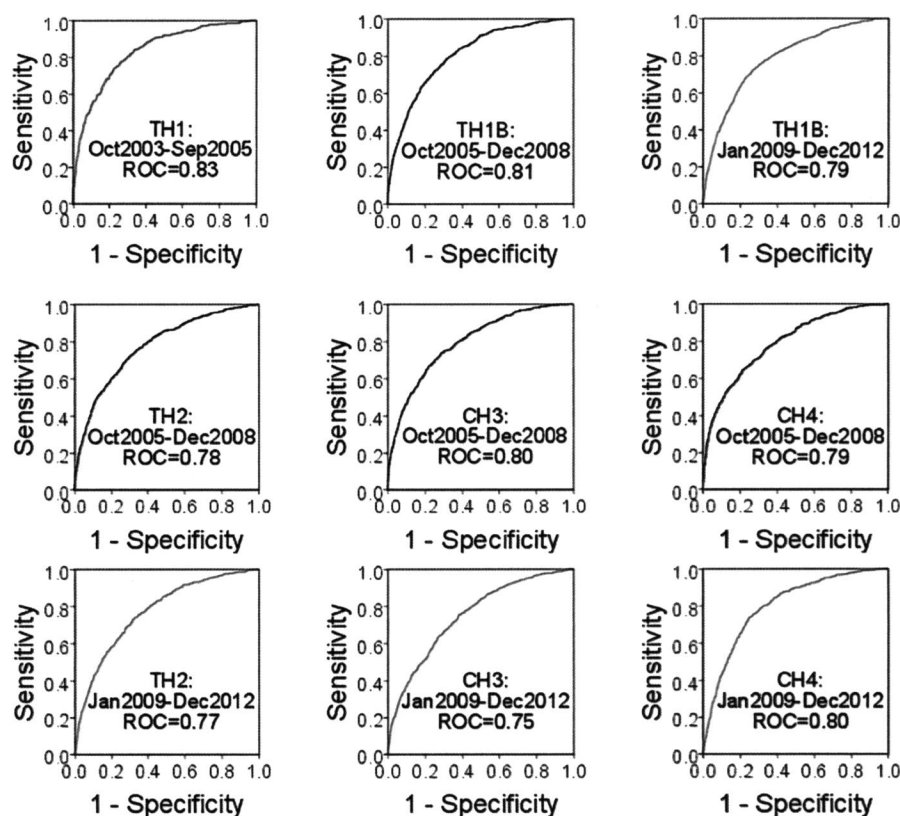 1.0
0.8
0.6
0.4
0.2
0.0
Sensitivity
TH1:
Oct2003-Sep2005
ROC=0.83
0.0 0.2 0.4 0.6 0.8 1.0
1 - Specificity
1.0
0.8
0.6
0.4
0.2
0.0
Sensitivity
TH1B:
Oct2005-Dec2008
ROC=0.81
0.0 0.2 0.4 0.6 0.8 1.0
1 - Specificity
1.0
0.8
0.6
0.4
0.2
0.0
Sensitivity
TH1B:
Jan2009-Dec2012
ROC=0.79
0.0 0.2 0.4 0.6 0.8 1.0
1 - Specificity
1.0
0.8
0.6
0.4
0.2
0.0
Sensitivity
TH2:
Oct2005-Dec2008
ROC=0.78
0.0 0.2 0.4 0.6 0.8 1.0
1 - Specificity
1.0
0.8
0.6
0.4
0.2
0.0
Sensitivity
CH3:
Oct2005-Dec2008
ROC=0.80
0.0 0.2 0.4 0.6 0.8 1.0
1 - Specificity
1.0
0.8
0.6
0.4
0.2
0.0
Sensitivity
CH4:
Oct2005-Dec2008
ROC=0.79
0.0 0.2 0.4 0.6 0.8 1.0
1 - Specificity
1.0
0.8
0.6
0.4
0.2
0.0
Sensitivity
TH2:
Jan2009-Dec2012
ROC=0.77
0.0 0.2 0.4 0.6 0.8 1.0
1 - Specificity
1.0
0.8
0.6
0.4
0.2
0.0
Sensitivity
CH3:
Jan2009-Dec2012
ROC=0.75
0.0 0.2 0.4 0.6 0.8 1.0
1 - Specificity
1.0
0.8
0.6
0.4
0.2
0.0
Sensitivity
CH4:
Jan2009-Dec2012
ROC=0.80
0.0 0.2 0.4 0.6 0.8 1.0
1 - Specificity